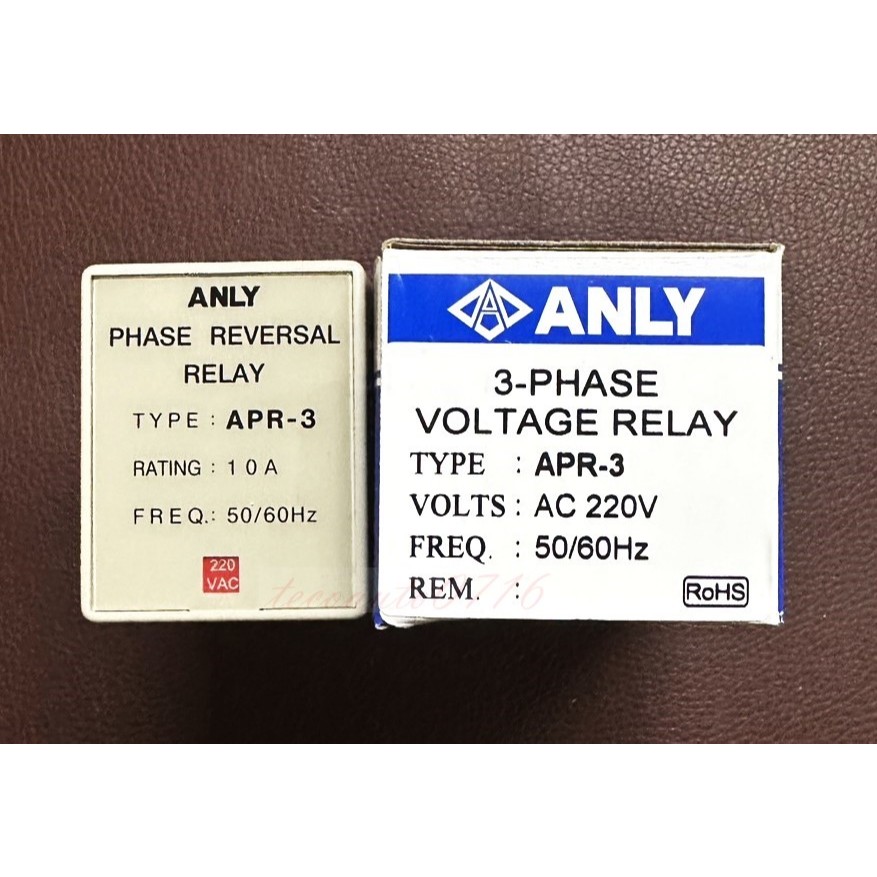 ANLY
PHASE REVERSAL
RELAY
TYPE : APR-3
RATING : 10A
FREQ.: 50/60Hz
220
VAC
ANLY
3-PHASE
VOLTAGE RELAY
TYPE : APR-3
VOLTS : AC 220V
FREQ. : 50/60Hz
REM. :
RoHS